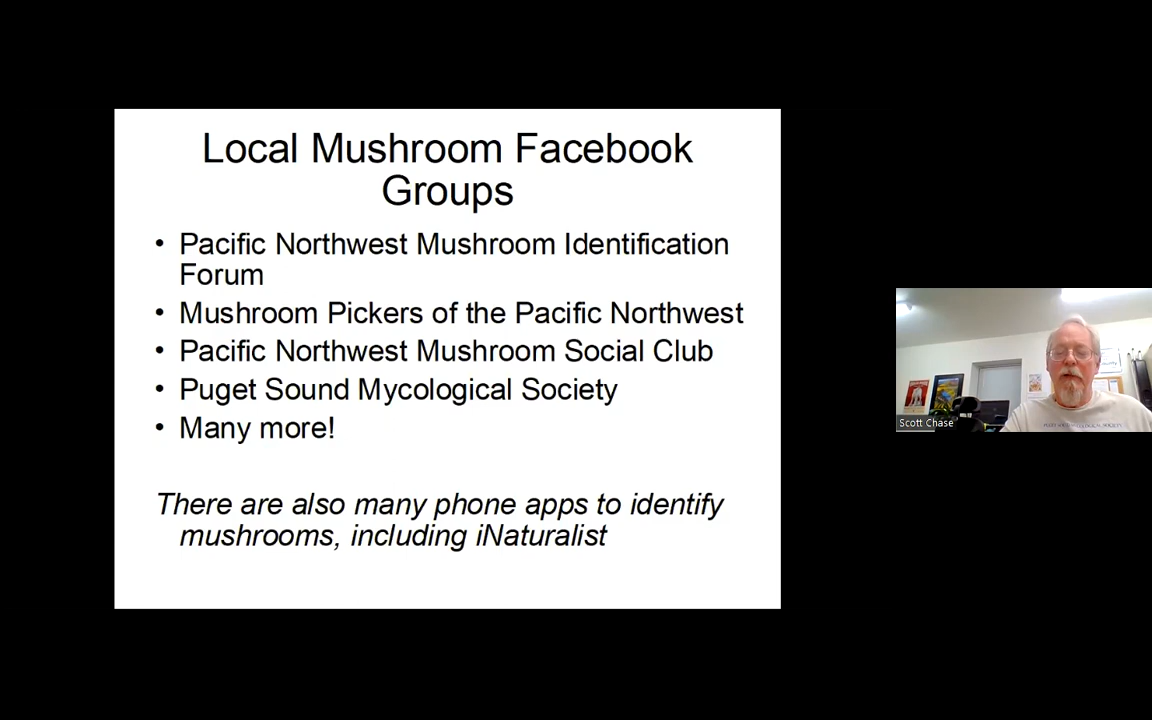 Local Mushroom Facebook
Groups
• Pacific Northwest Mushroom Identification
Forum
• Mushroom Pickers of the Pacific Northwest
• Pacific Northwest Mushroom Social Club
• Puget Sound Mycological Society
• Many more!
There are also many phone apps to identify
mushrooms, including iNaturalist
Scott Chase